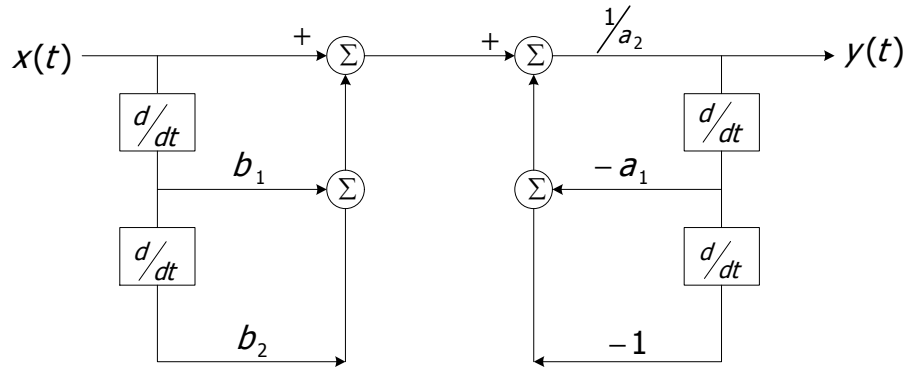 x(t) + Σ + Σ 1/a₂ y(t)
d/dt d/dt
b₁ Σ Σ −a₁
d/dt d/dt
b₂ −1